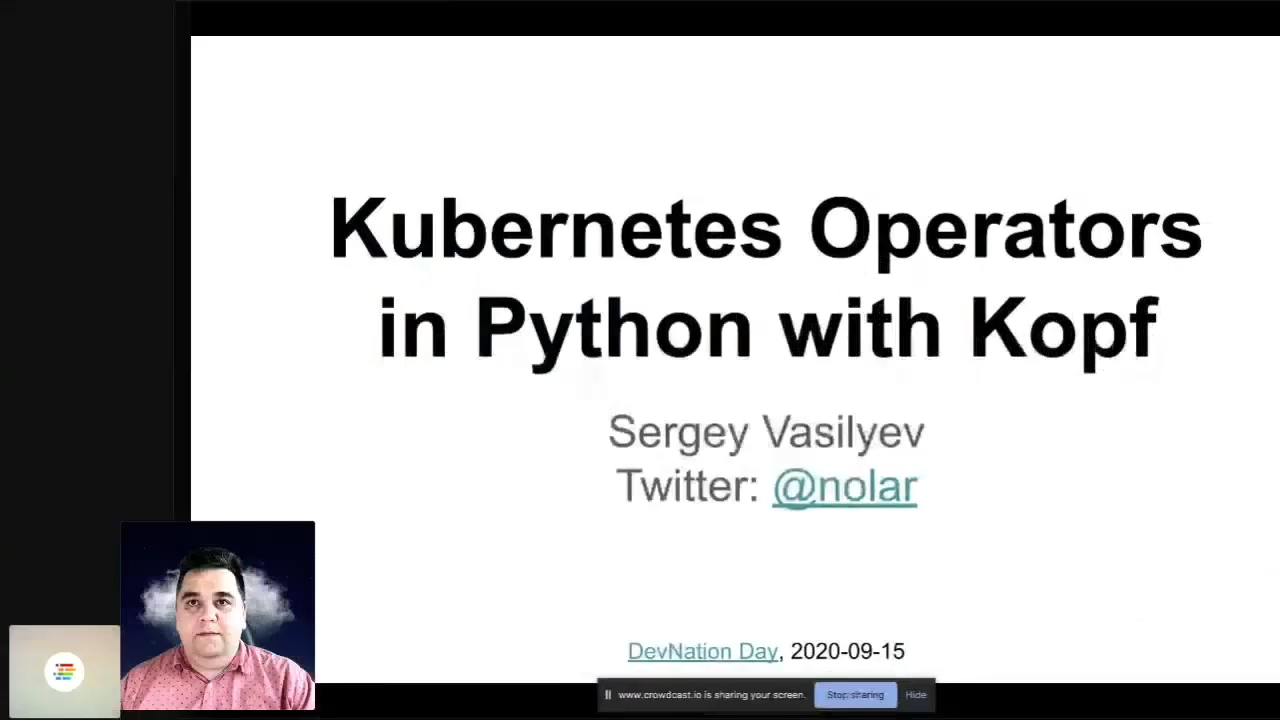 Kubernetes Operators
in Python with Kopf
Sergey Vasilyev
Twitter: @nolar
DevNation Day, 2020-09-15
www.crowdcast.io is sharing your screen.
Stop sharing
Hide